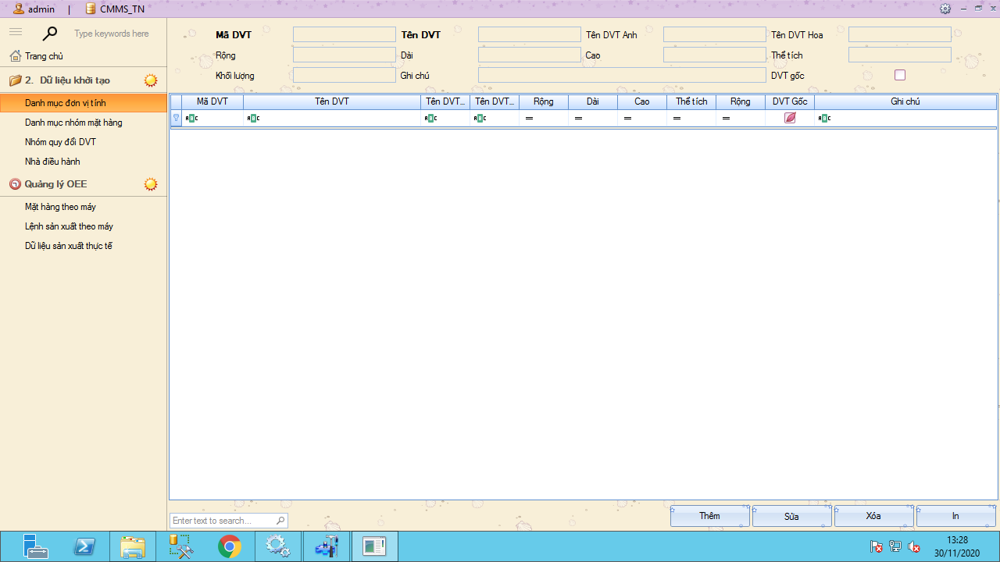 admin | CMMS_TN
Type keywords here
Trang chủ
2. Dữ liệu khởi tạo
Danh mục đơn vị tính
Danh mục nhóm mặt hàng
Nhóm quy đổi DVT
Nhà điều hành
Quảng lý OEE
Mặt hàng theo máy
Lệnh sản xuất theo máy
Dữ liệu sản xuất thực tế
Mã DVT Tên DVT Tên DVT Anh Tên DVT Hoa
Rộng Dài Cao Thể tích
Khối lượng Ghi chú DVT gốc
Mã DVT Tên DVT Tên DVT... Tên DVT... Rộng Dài Cao Thể tích Rộng DVT Gốc Ghi chú
ABC ABC ABC ABC = = = = = ABC
Enter text to search...
Thêm Sửa Xóa In
13:28
30/11/2020